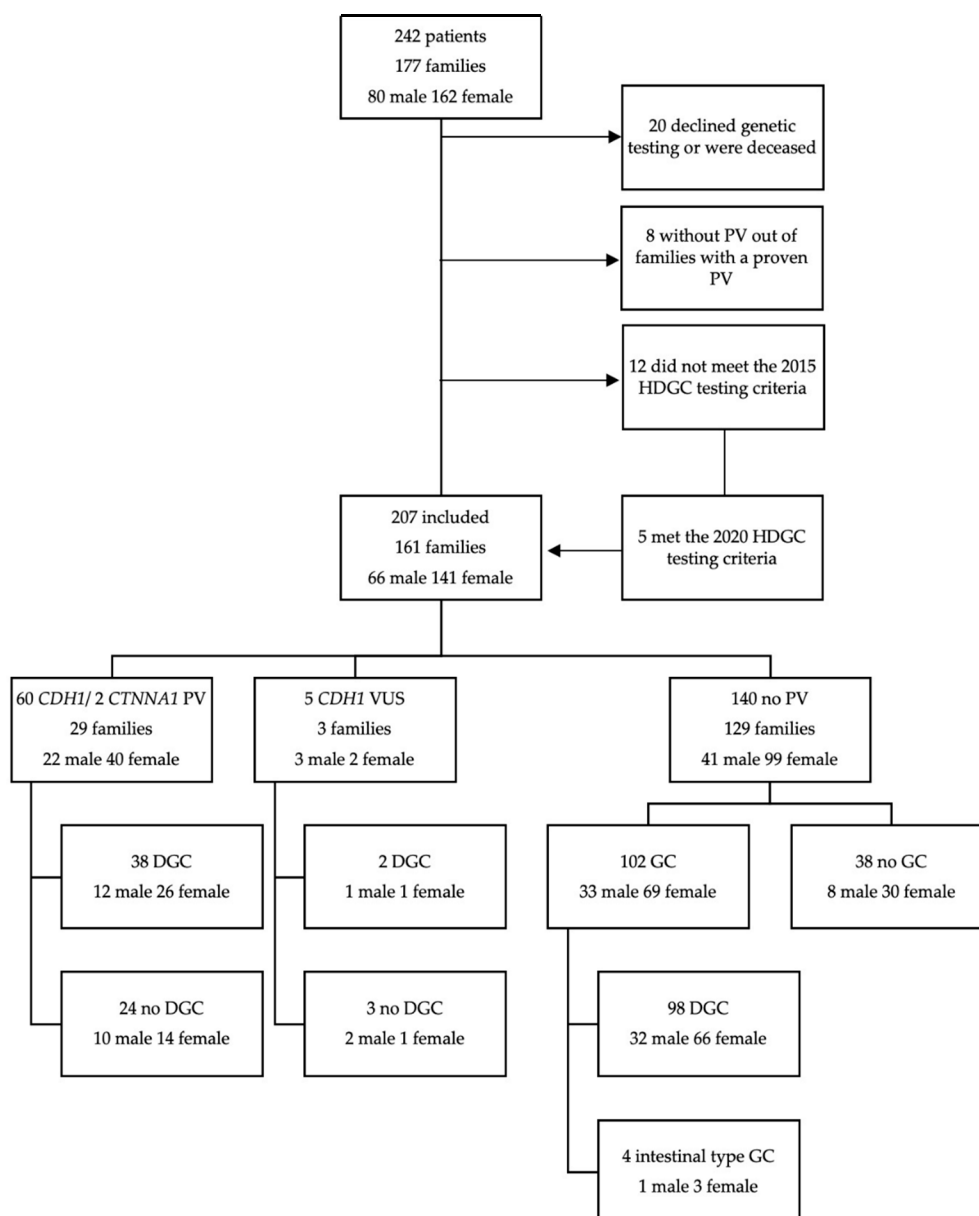 242 patients
177 families
80 male 162 female
20 declined genetic
testing or were deceased
8 without PV out of
families with a proven
PV
12 did not meet the 2015
HDGC testing criteria
207 included
161 families
66 male 141 female
5 met the 2020 HDGC
testing criteria
60 CDH1/ 2 CTNNA1 PV
29 families
22 male 40 female
5 CDH1 VUS
3 families
3 male 2 female
140 no PV
129 families
41 male 99 female
38 DGC
12 male 26 female
2 DGC
1 male 1 female
102 GC
33 male 69 female
38 no GC
8 male 30 female
24 no DGC
10 male 14 female
3 no DGC
2 male 1 female
98 DGC
32 male 66 female
4 intestinal type GC
1 male 3 female